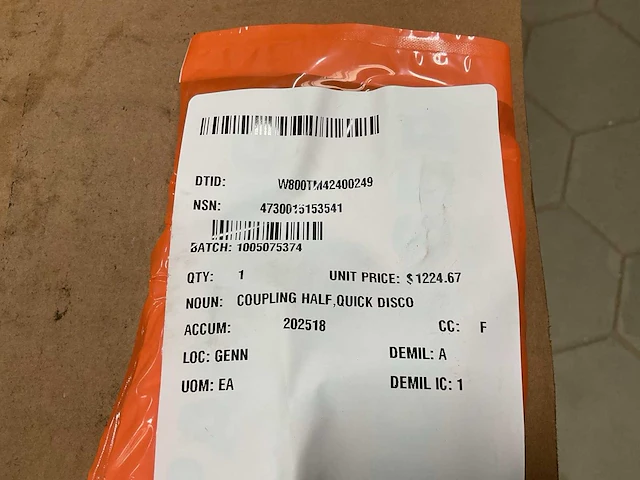 DTID: W800TM42400249
NSN: 4730015153541
BATCH: 1005075374
QTY: 1 UNIT PRICE: $1224.67
NOUN: COUPLING HALF,QUICK DISCO
ACCUM: 202518 CC: F
LOC: GENN DEMIL: A
UOM: EA DEMIL IC: 1